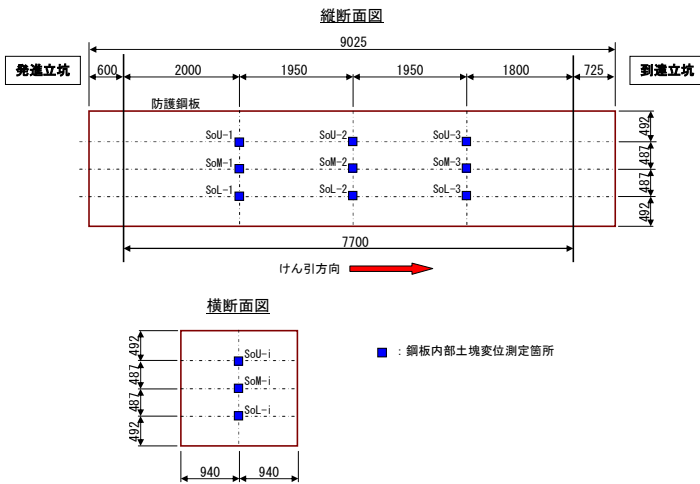 縦断面図
9025
発進立坑
600
2000
1950
1950
1800
725
到達立坑
防護鋼板
SoU-1
SoU-2
SoU-3
SoM-1
SoM-2
SoM-3
SoL-1
SoL-2
SoL-3
492
487
487
492
7700
けん引方向
横断面図
492
487
487
492
SoU-i
SoM-i
SoL-i
940
940
：鋼板内部土塊変位測定箇所